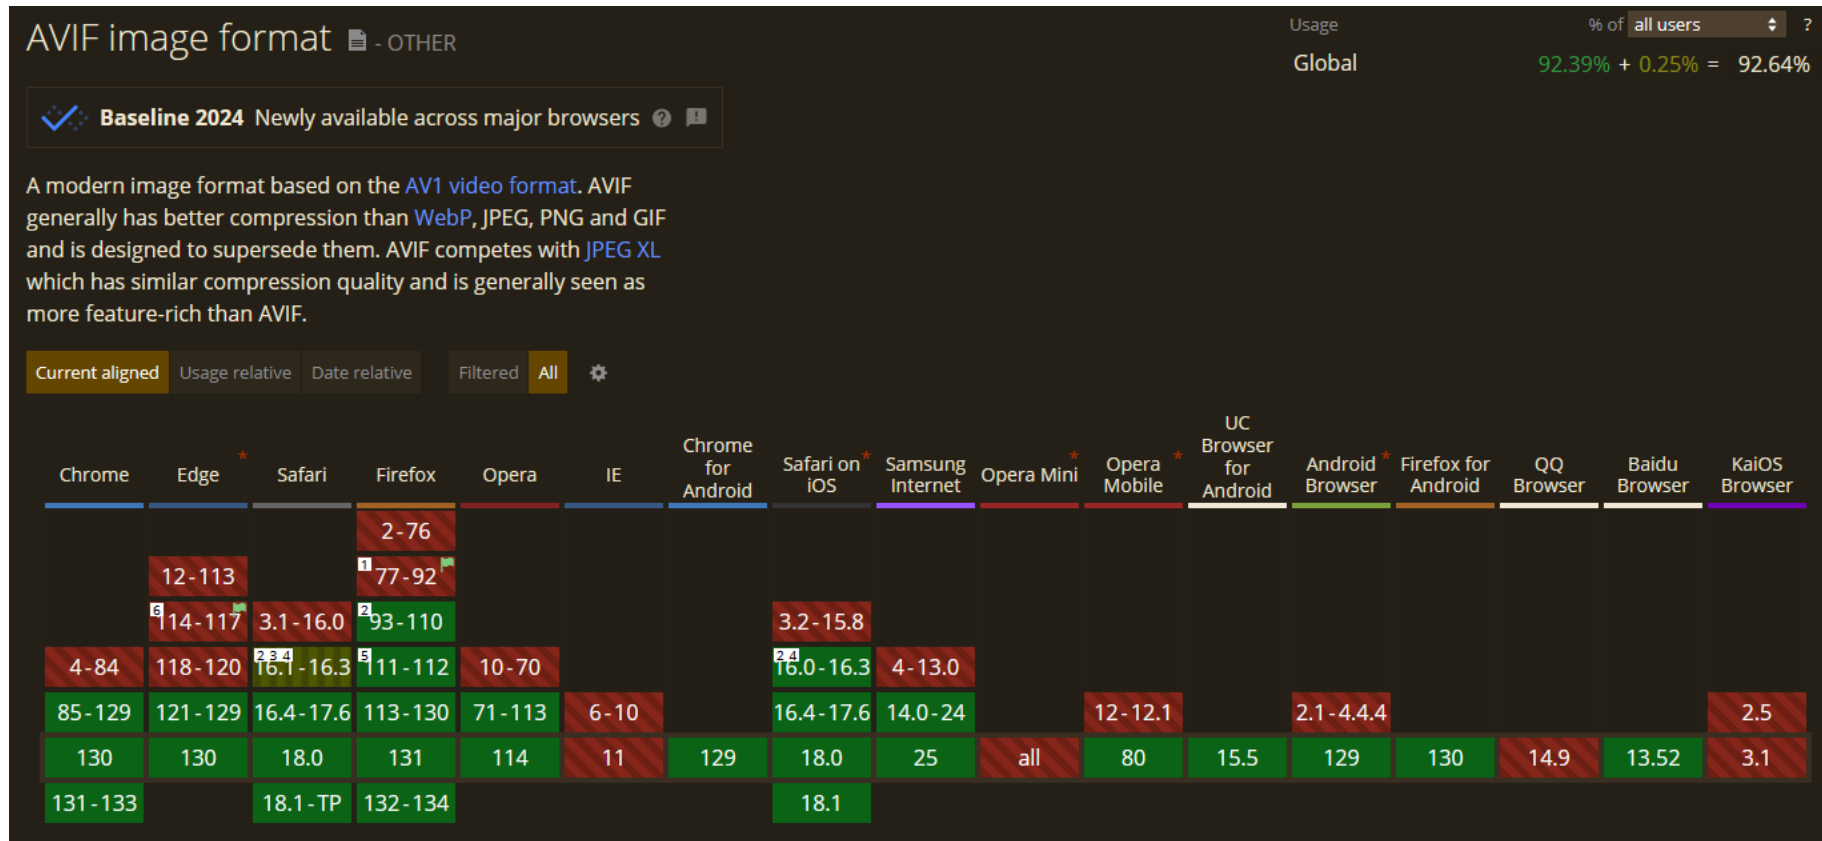 AVIF image format - OTHER
Usage % of all users ?
Global 92.39% + 0.25% = 92.64%
Baseline 2024 Newly available across major browsers ?
A modern image format based on the AV1 video format. AVIF
generally has better compression than WebP, JPEG, PNG and GIF
and is designed to supersede them. AVIF competes with JPEG XL
which has similar compression quality and is generally seen as
more feature-rich than AVIF.
Current aligned Usage relative Date relative Filtered All
Chrome Edge * Safari Firefox Opera IE Chrome for Android Safari on iOS * Samsung Internet Opera Mini * Opera Mobile * UC Browser for Android Android Browser * Firefox for Android QQ Browser Baidu Browser KaiOS Browser
2-76
12-113 1 77-92
6 114-117 3.1-16.0 2 93-110 3.2-15.8
4-84 118-120 2 3 4 16.1-16.3 5 111-112 10-70 2 4 16.0-16.3 4-13.0
85-129 121-129 16.4-17.6 113-130 71-113 6-10 16.4-17.6 14.0-24 12-12.1 2.1-4.4.4 2.5
130 130 18.0 131 114 11 129 18.0 25 all 80 15.5 129 130 14.9 13.52 3.1
131-133 18.1-TP 132-134 18.1